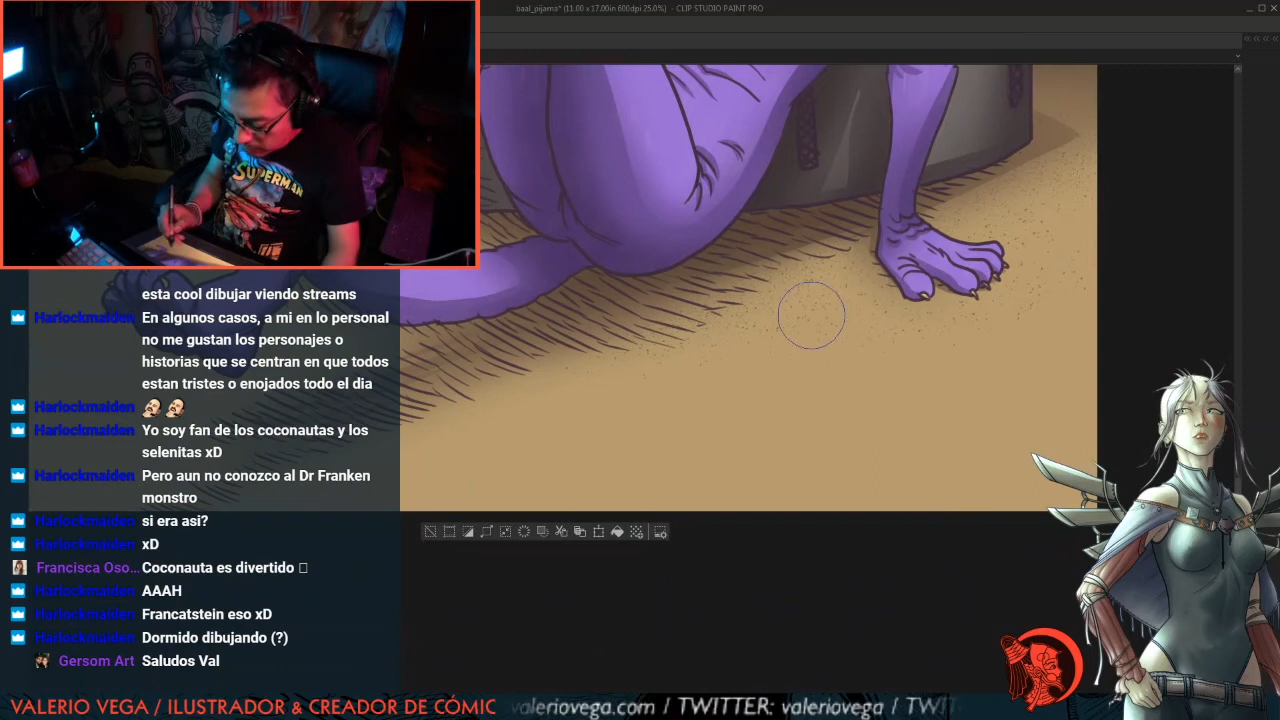 baal_pijama* (11.00 x 17.00in 600dpi 25.0%) - CLIP STUDIO PAINT PRO
SUPERMAN
esta cool dibujar viendo streams
Harlockmaiden En algunos casos, a mi en lo personal
no me gustan los personajes o
historias que se centran en que todos
estan tristes o enojados todo el dia
Harlockmaiden
Harlockmaiden Yo soy fan de los coconautas y los
selenitas xD
Harlockmaiden Pero aun no conozco al Dr Franken
monstro
Harlockmaiden si era asi?
Harlockmaiden xD
Francisca Oso... Coconauta es divertido
Harlockmaiden AAAH
Harlockmaiden Francatstein eso xD
Harlockmaiden Dormido dibujando (?)
Gersom Art Saludos Val
VALERIO VEGA / ILUSTRADOR & CREADOR DE CÓMIC
valeriovega.com / TWITTER: valeriovega / TWIT